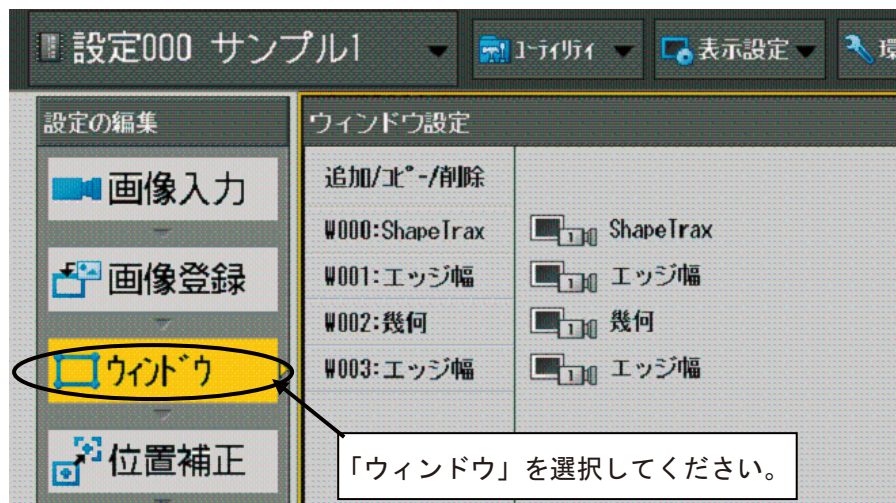 設定000 サンプル1
ユーティリティ
表示設定
環
設定の編集
ウィンドウ設定
画像入力
画像登録
ウィンドウ
位置補正
追加/コピー/削除
W000:ShapeTrax
1 ShapeTrax
W001:エッジ幅
1 エッジ幅
W002:幾何
1 幾何
W003:エッジ幅
1 エッジ幅
「ウィンドウ」を選択してください。